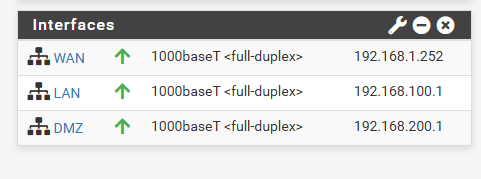 Interfaces
WAN 1000baseT <full-duplex> 192.168.1.252
LAN 1000baseT <full-duplex> 192.168.100.1
DMZ 1000baseT <full-duplex> 192.168.200.1